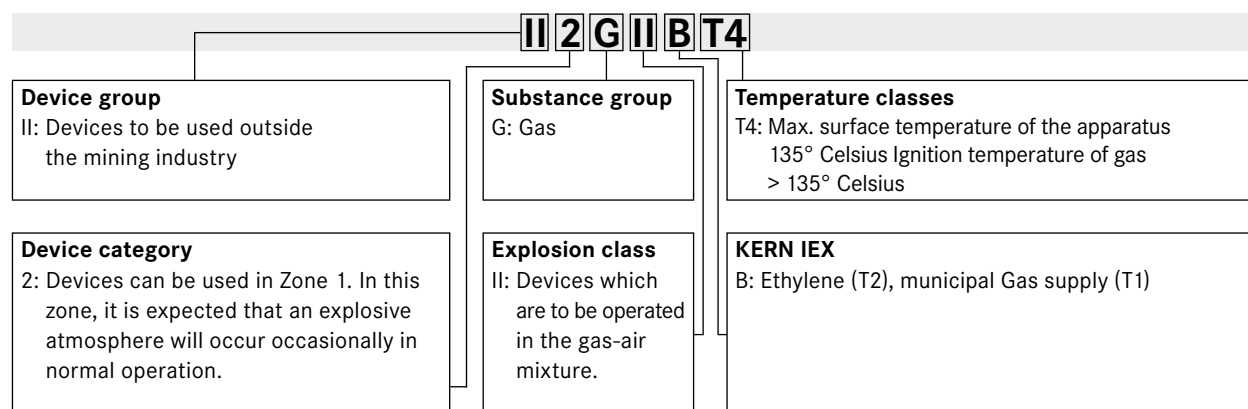 II 2 G II B T4
Device group
II: Devices to be used outside
the mining industry
Substance group
G: Gas
Temperature classes
T4: Max. surface temperature of the apparatus
135° Celsius Ignition temperature of gas
> 135° Celsius
Device category
2: Devices can be used in Zone 1. In this
zone, it is expected that an explosive
atmosphere will occur occasionally in
normal operation.
Explosion class
II: Devices which
are to be operated
in the gas-air
mixture.
KERN IEX
B: Ethylene (T2), municipal Gas supply (T1)